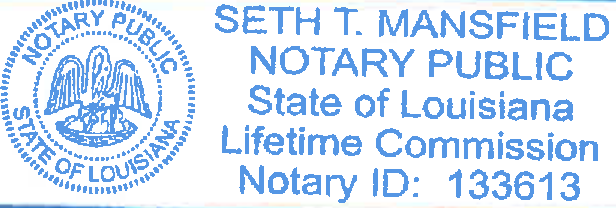 NOTARY PUBLIC
STATE OF LOUISIANA
SETH T. MANSFIELD
NOTARY PUBLIC
State of Louisiana
Lifetime Commission
Notary ID: 133613